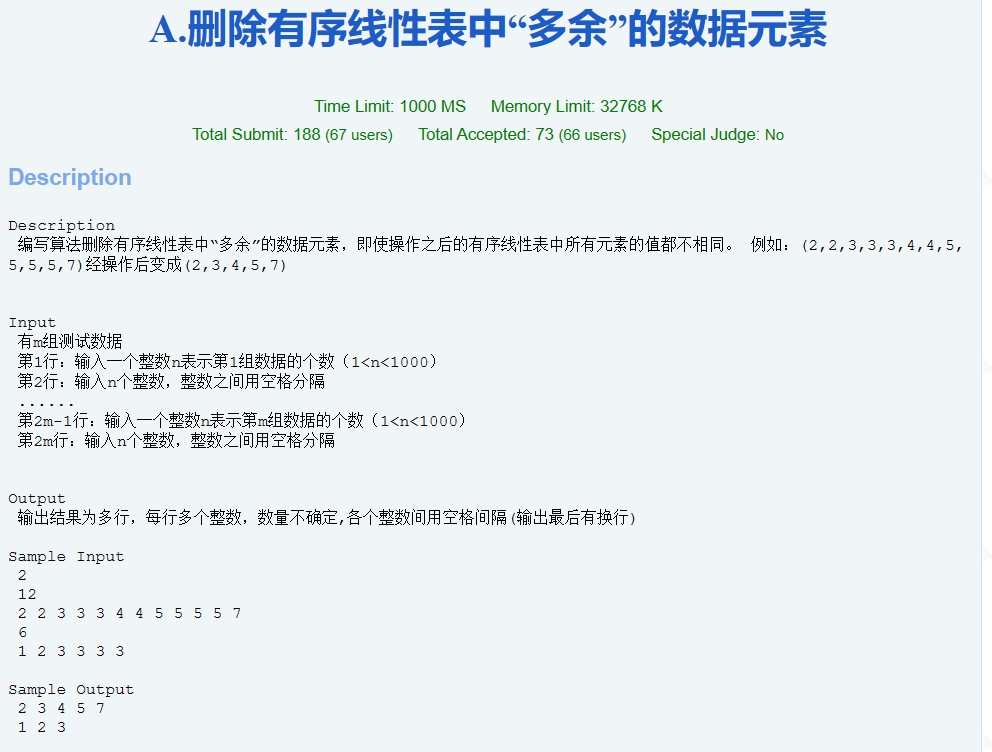 A.删除有序线性表中“多余”的数据元素
Time Limit: 1000 MS Memory Limit: 32768 K
Total Submit: 188 (67 users) Total Accepted: 73 (66 users) Special Judge: No
Description
Description
编写算法删除有序线性表中“多余”的数据元素，即使操作之后的有序线性表中所有元素的值都不相同。 例如：(2,2,3,3,3,4,4,5,
5,5,5,7)经操作后变成(2,3,4,5,7)
Input
有m组测试数据
第1行：输入一个整数n表示第1组数据的个数（1<n<1000）
第2行：输入n个整数，整数之间用空格分隔
......
第2m-1行：输入一个整数n表示第m组数据的个数（1<n<1000）
第2m行：输入n个整数，整数之间用空格分隔
Output
输出结果为多行，每行多个整数，数量不确定,各个整数间用空格间隔(输出最后有换行)
Sample Input
2
12
2 2 3 3 3 4 4 5 5 5 5 7
6
1 2 3 3 3 3
Sample Output
2 3 4 5 7
1 2 3